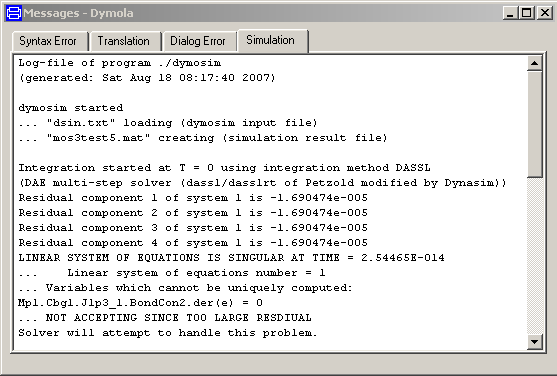 Messages - Dymola
Syntax Error
Translation
Dialog Error
Simulation
Log-file of program ./dymosim
(generated: Sat Aug 18 08:17:40 2007)
dymosim started
... "dsin.txt" loading (dymosim input file)
... "mos3test5.mat" creating (simulation result file)
Integration started at T = 0 using integration method DASSL
(DAE multi-step solver (dassl/dasslrt of Petzold modified by Dynasim))
Residual component 1 of system 1 is -1.690474e-005
Residual component 2 of system 1 is -1.690474e-005
Residual component 3 of system 1 is -1.690474e-005
Residual component 4 of system 1 is -1.690474e-005
LINEAR SYSTEM OF EQUATIONS IS SINGULAR AT TIME = 2.54465E-014
... Linear system of equations number = 1
... Variables which cannot be uniquely computed:
Mp1.Cbg1.J1p3_1.BondCon2.der(e) = 0
... NOT ACCEPTING SINCE TOO LARGE RESDIUAL
Solver will attempt to handle this problem.